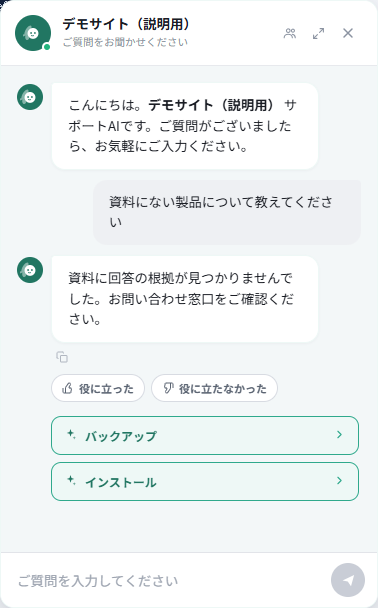 デモサイト（説明用）
ご質問をお聞かせください
こんにちは。デモサイト（説明用） サ
ポートAIです。ご質問がございました
ら、お気軽にご入力ください。
資料にない製品について教えてくださ
い
資料に回答の根拠が見つかりませんで
した。お問い合わせ窓口をご確認くだ
さい。
役に立った
役に立たなかった
バックアップ
インストール
ご質問を入力してください